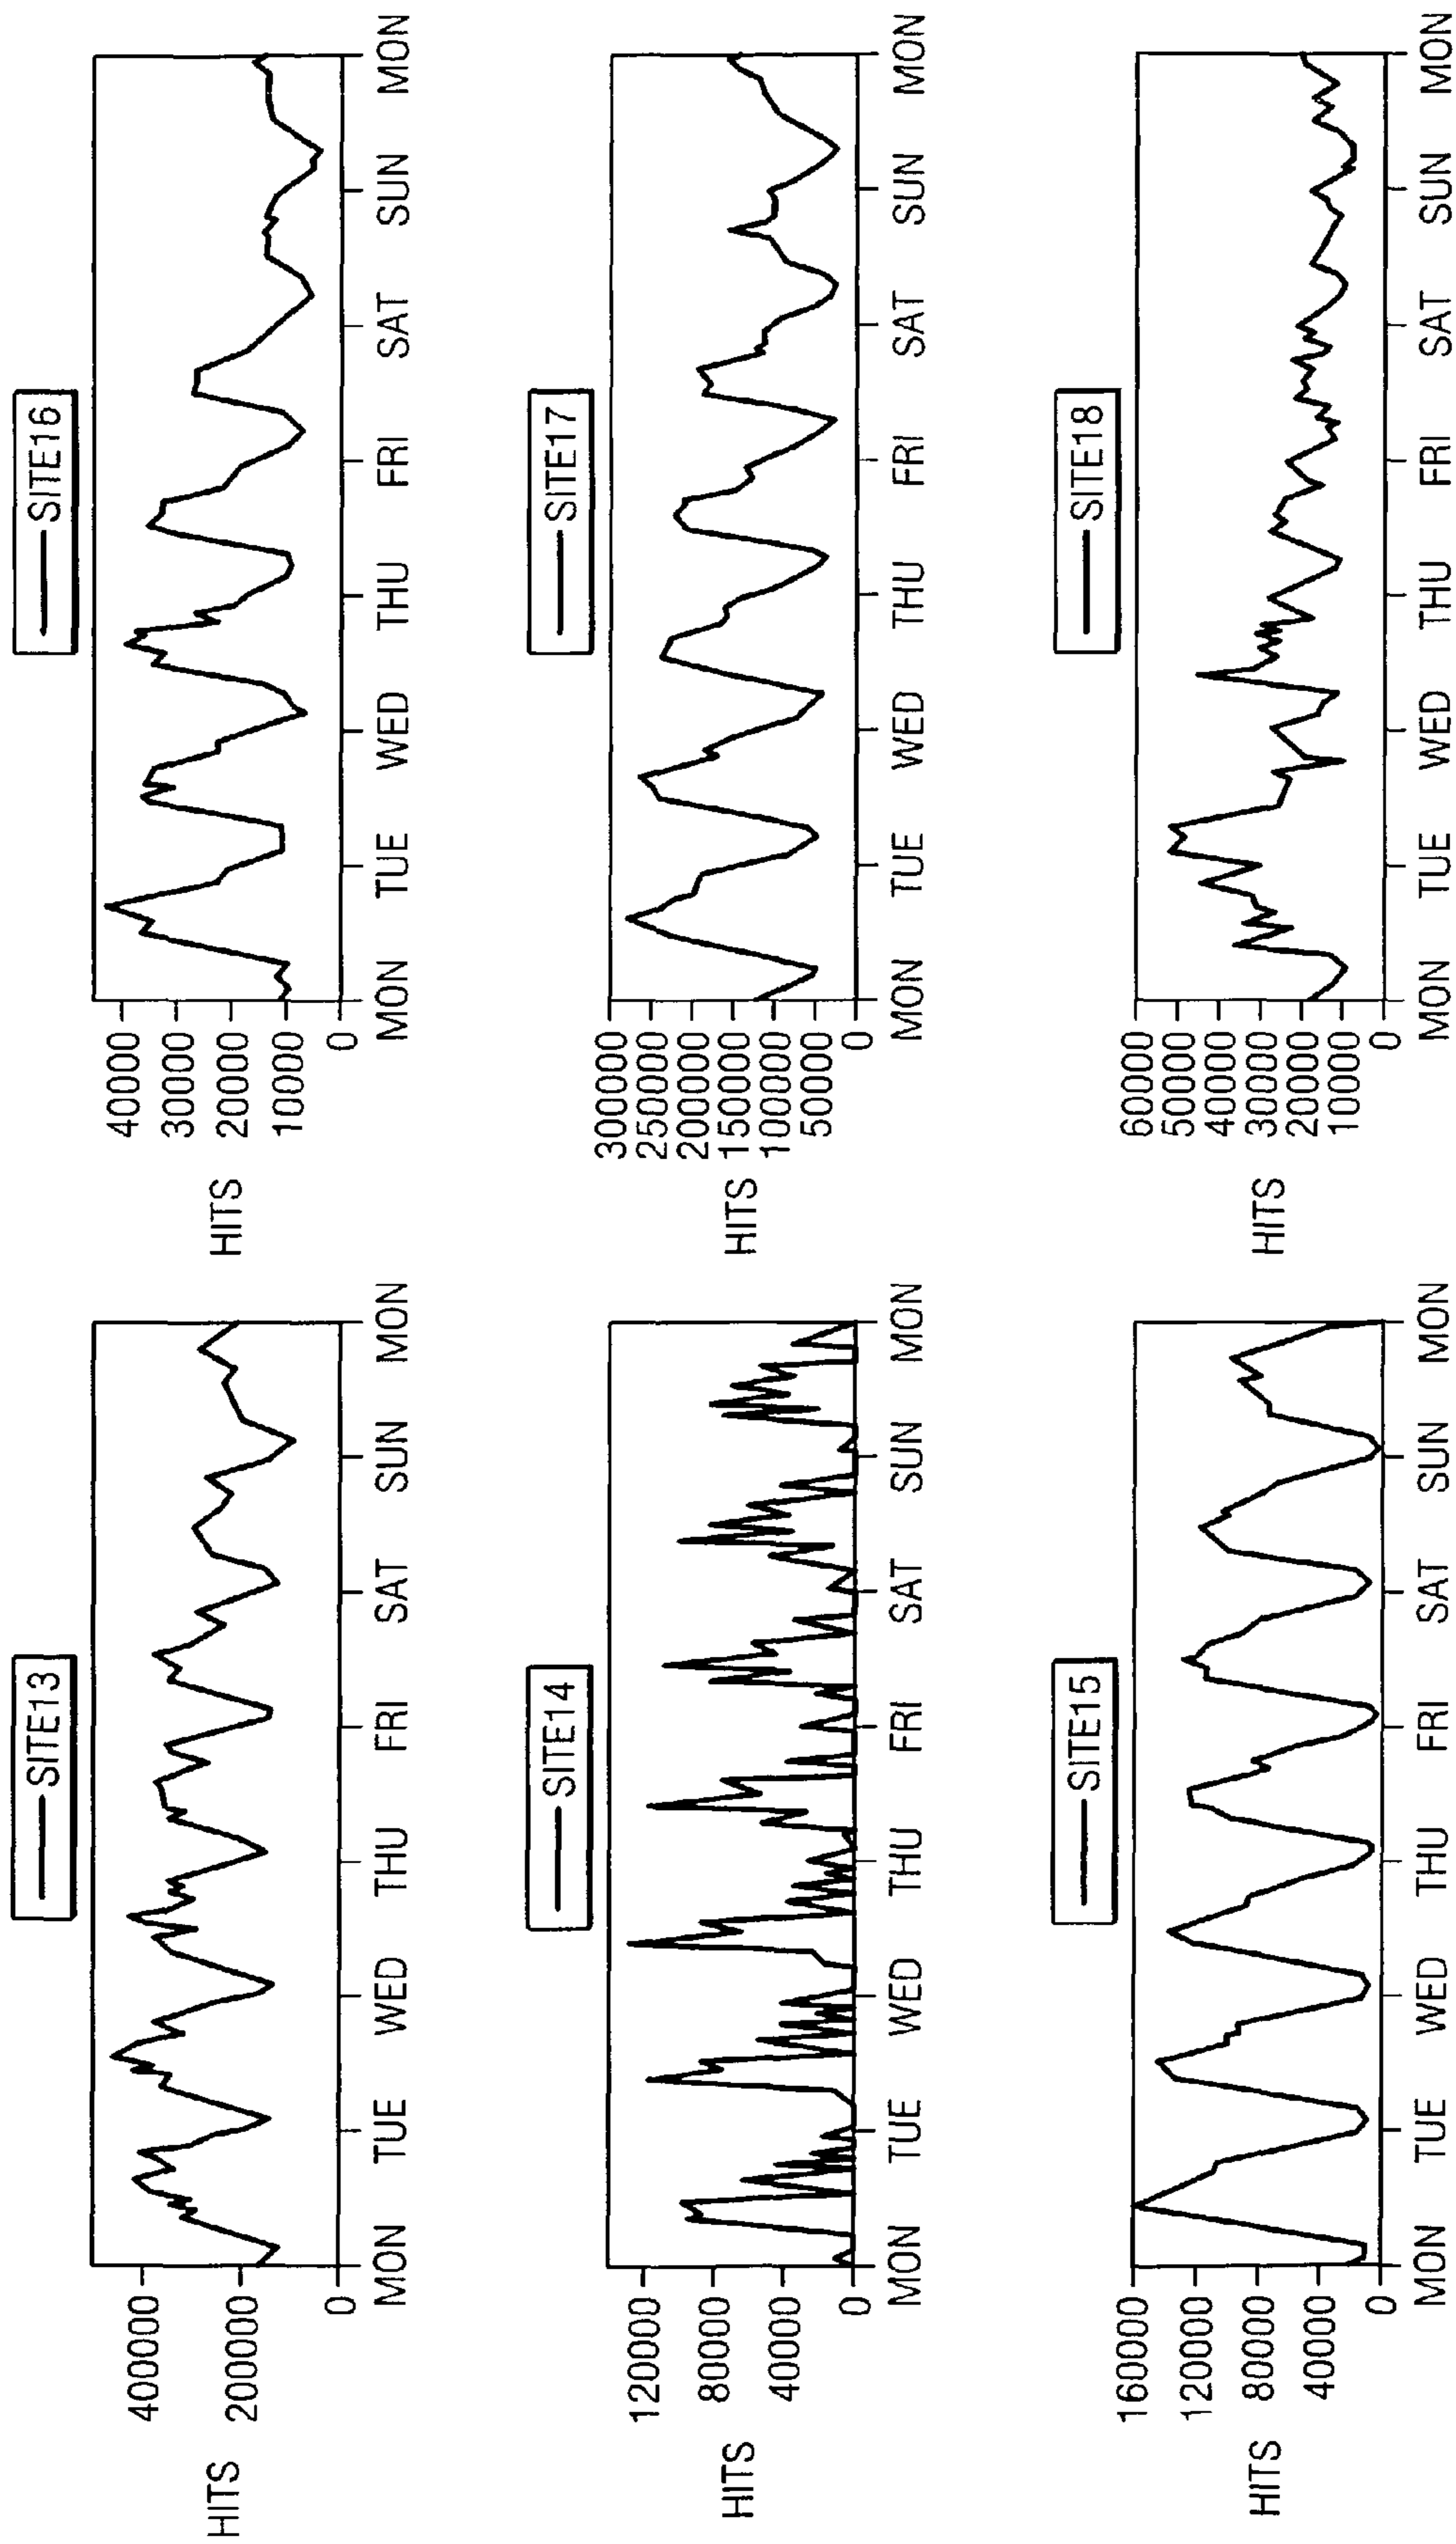 SITE13
HITS
400000
200000
0
MON TUE WED THU FRI SAT SUN MON
SITE16
HITS
40000
30000
20000
10000
0
MON TUE WED THU FRI SAT SUN MON
SITE14
HITS
120000
80000
40000
0
MON TUE WED THU FRI SAT SUN MON
SITE17
HITS
300000
250000
200000
150000
100000
50000
0
MON TUE WED THU FRI SAT SUN MON
SITE15
HITS
160000
120000
80000
40000
0
MON TUE WED THU FRI SAT SUN MON
SITE18
HITS
60000
50000
40000
30000
20000
10000
0
MON TUE WED THU FRI SAT SUN MON